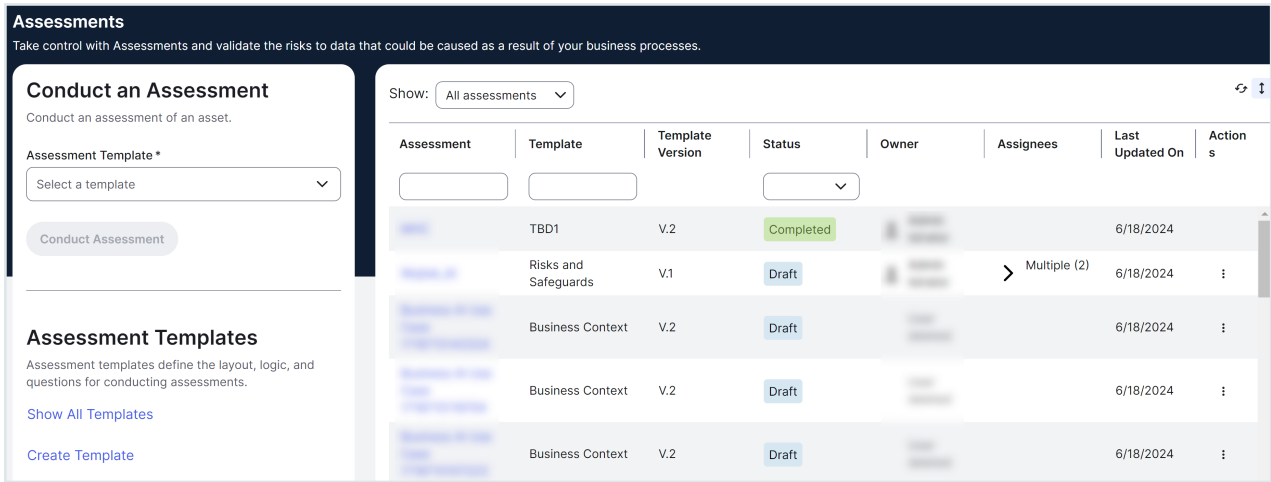 Assessments
Take control with Assessments and validate the risks to data that could be caused as a result of your business processes.
Conduct an Assessment
Conduct an assessment of an asset.
Assessment Template *
Select a template
Conduct Assessment
Assessment Templates
Assessment templates define the layout, logic, and
questions for conducting assessments.
Show All Templates
Create Template
Show: All assessments
Assessment Template Template Version Status Owner Assignees Last Updated On Action s
TBD1 V.2 Completed 6/18/2024
Risks and Safeguards V.1 Draft Multiple (2) 6/18/2024
Business Context V.2 Draft 6/18/2024
Business Context V.2 Draft 6/18/2024
Business Context V.2 Draft 6/18/2024